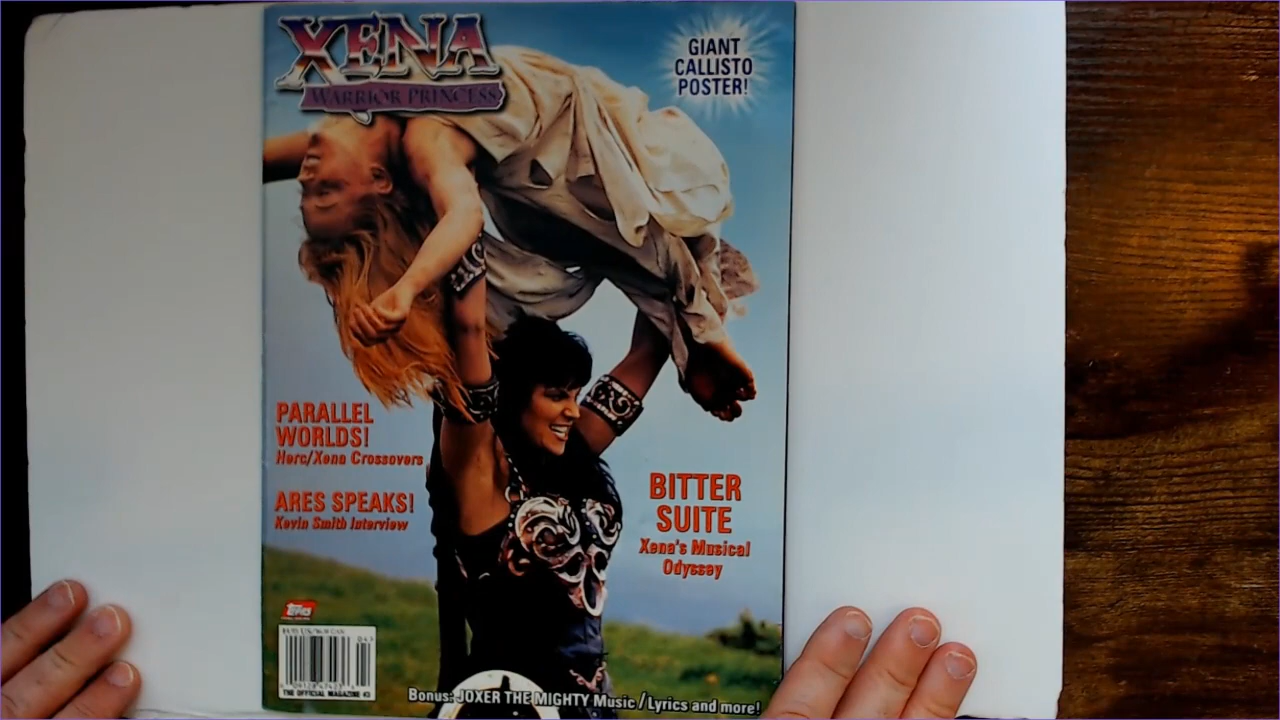 XENA
WARRIOR PRINCESS
GIANT
CALLISTO
POSTER!
PARALLEL
WORLDS!
Herc/Xena Crossovers
ARES SPEAKS!
Kevin Smith Interview
BITTER
SUITE
Xena's Musical
Odyssey
Topps
THE OFFICIAL MAGAZINE #3
Bonus: JOXER THE MIGHTY Music/Lyrics and more!